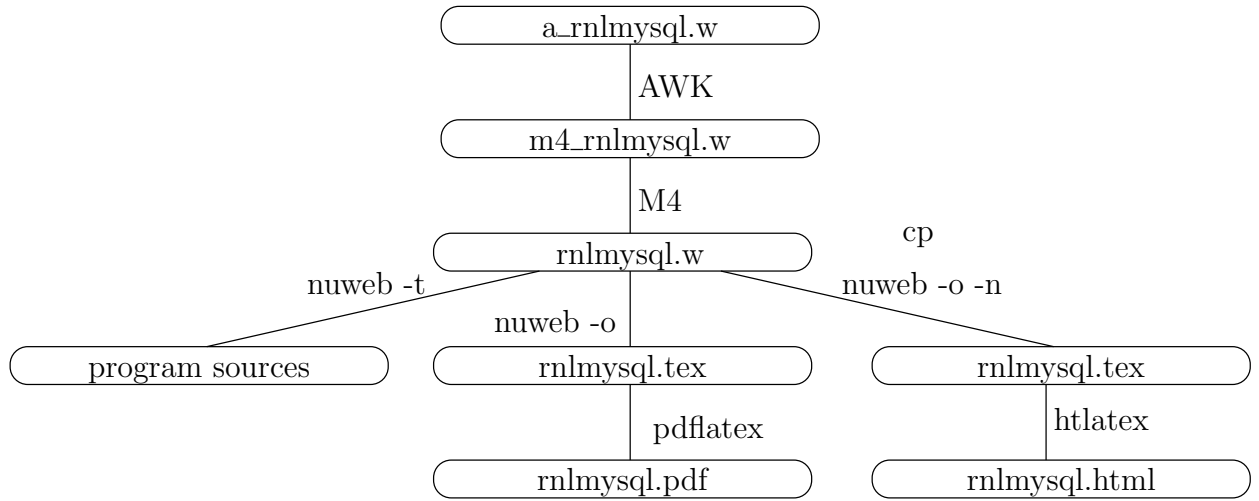 a_rnlmysql.w
AWK
m4_rnlmysql.w
M4
cp
rnlmysql.w
nuweb -t
nuweb -o -n
nuweb -o
program sources
rnlmysql.tex
rnlmysql.tex
pdflatex
htlatex
rnlmysql.pdf
rnlmysql.html